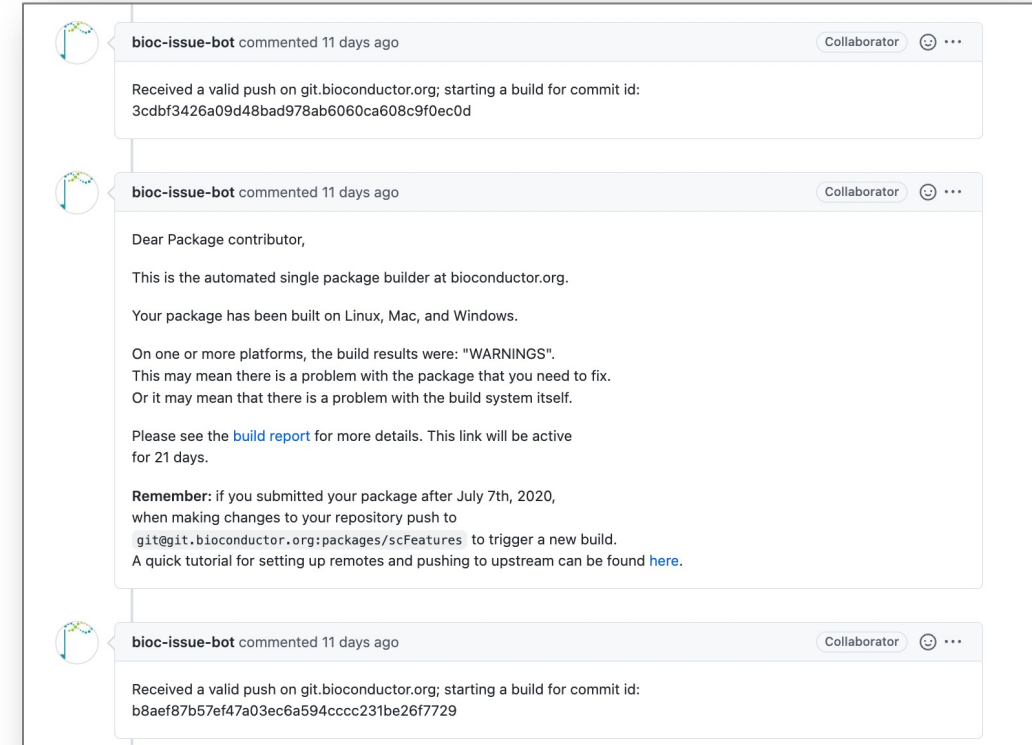 bioc-issue-bot commented 11 days ago Collaborator
Received a valid push on git.bioconductor.org; starting a build for commit id:
3cdbf3426a09d48bad978ab6060ca608c9f0ec0d
bioc-issue-bot commented 11 days ago Collaborator
Dear Package contributor,
This is the automated single package builder at bioconductor.org.
Your package has been built on Linux, Mac, and Windows.
On one or more platforms, the build results were: "WARNINGS".
This may mean there is a problem with the package that you need to fix.
Or it may mean that there is a problem with the build system itself.
Please see the build report for more details. This link will be active
for 21 days.
Remember: if you submitted your package after July 7th, 2020,
when making changes to your repository push to
git@git.bioconductor.org:packages/scFeatures to trigger a new build.
A quick tutorial for setting up remotes and pushing to upstream can be found here.
bioc-issue-bot commented 11 days ago Collaborator
Received a valid push on git.bioconductor.org; starting a build for commit id:
b8aef87b57ef47a03ec6a594cccc231be26f7729